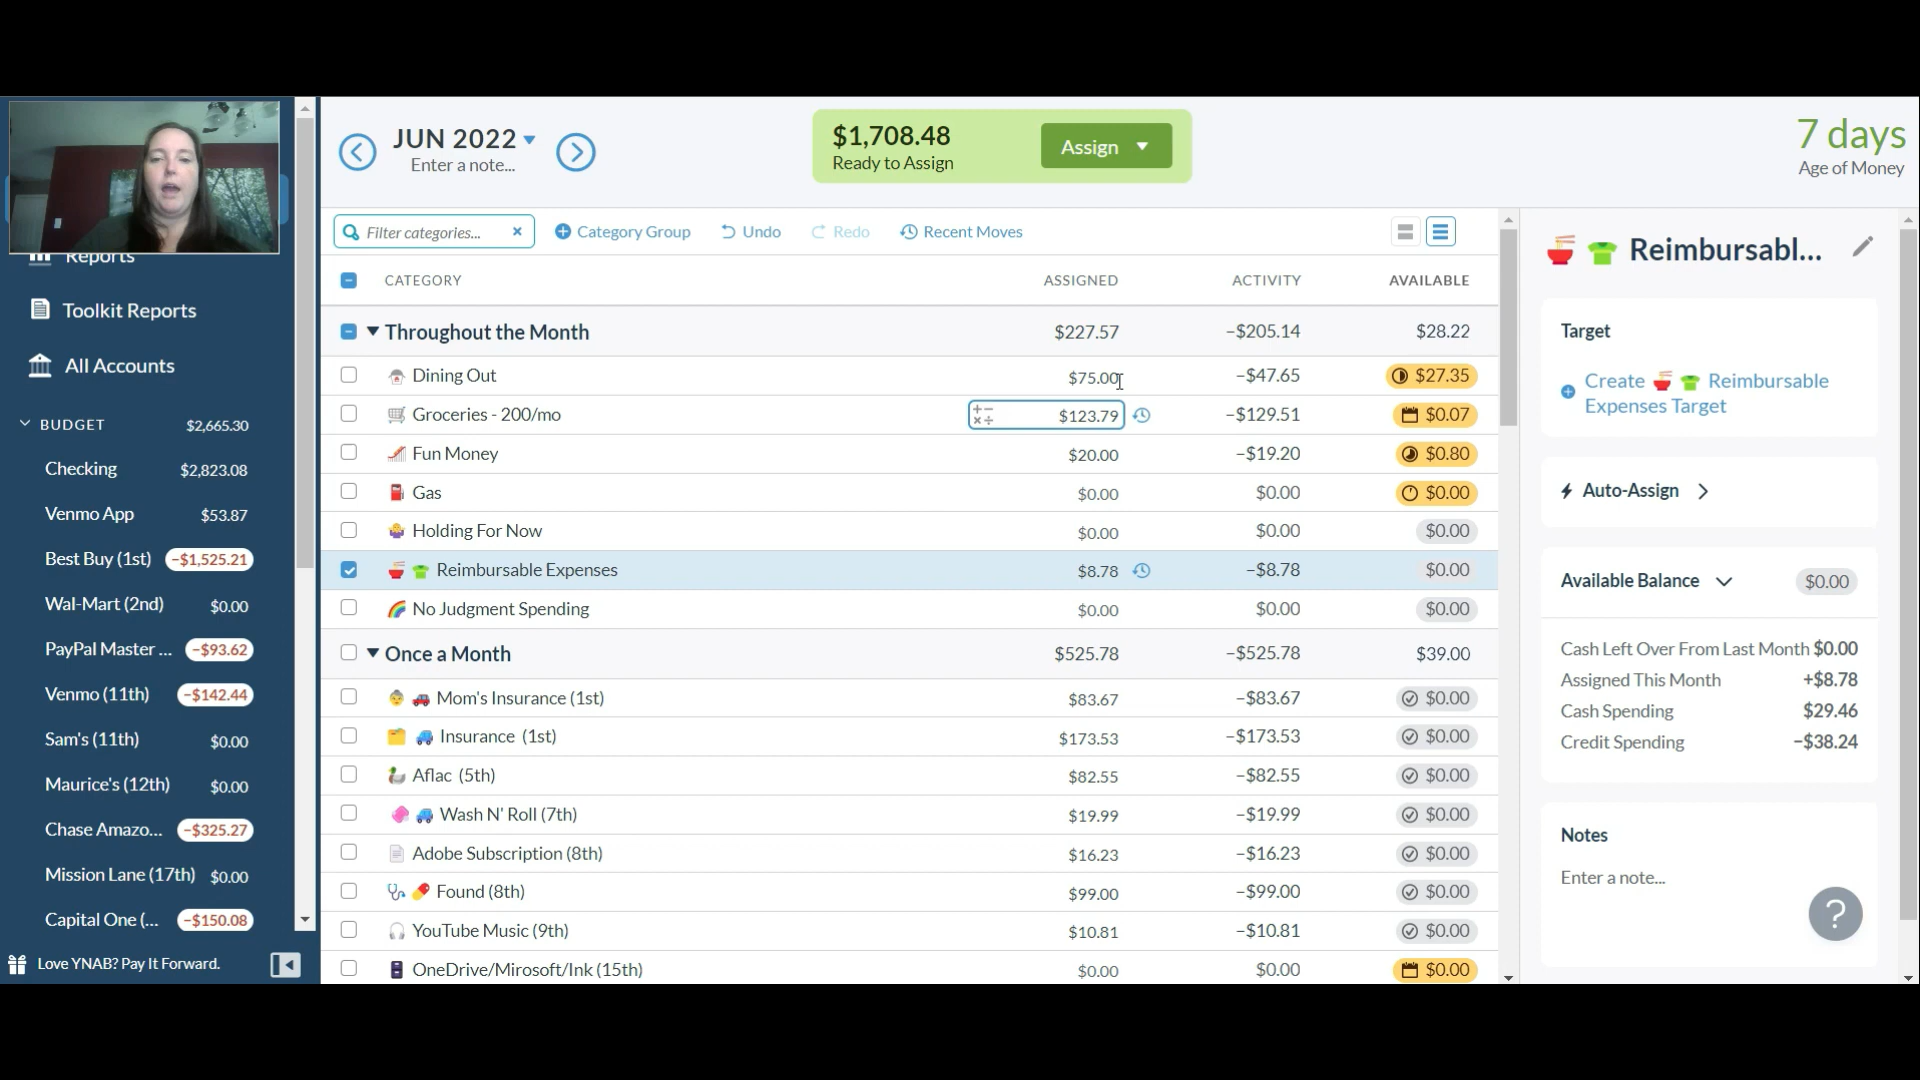 JUN 2022
Enter a note...
$1,708.48
Ready to Assign
Assign
7 days
Age of Money
Reports
Toolkit Reports
All Accounts
BUDGET $2,665.30
Checking $2,823.08
Venmo App $53.87
Best Buy (1st) −$1,525.21
Wal-Mart (2nd) $0.00
PayPal Master ... −$93.62
Venmo (11th) −$142.44
Sam's (11th) $0.00
Maurice's (12th) $0.00
Chase Amazo... −$325.27
Mission Lane (17th) $0.00
Capital One (... −$150.08
Love YNAB? Pay It Forward.
Filter categories... Category Group Undo Redo Recent Moves
CATEGORY ASSIGNED ACTIVITY AVAILABLE
Throughout the Month $227.57 −$205.14 $28.22
Dining Out $75.00 −$47.65 $27.35
Groceries - 200/mo $123.79 −$129.51 $0.07
Fun Money $20.00 −$19.20 $0.80
Gas $0.00 $0.00 $0.00
Holding For Now $0.00 $0.00 $0.00
Reimbursable Expenses $8.78 −$8.78 $0.00
No Judgment Spending $0.00 $0.00 $0.00
Once a Month $525.78 −$525.78 $39.00
Mom's Insurance (1st) $83.67 −$83.67 $0.00
Insurance (1st) $173.53 −$173.53 $0.00
Aflac (5th) $82.55 −$82.55 $0.00
Wash N' Roll (7th) $19.99 −$19.99 $0.00
Adobe Subscription (8th) $16.23 −$16.23 $0.00
Found (8th) $99.00 −$99.00 $0.00
YouTube Music (9th) $10.81 −$10.81 $0.00
OneDrive/Mirosoft/Ink (15th) $0.00 $0.00 $0.00
Reimbursabl...
Target
Create Reimbursable
Expenses Target
Auto-Assign
Available Balance $0.00
Cash Left Over From Last Month $0.00
Assigned This Month +$8.78
Cash Spending $29.46
Credit Spending −$38.24
Notes
Enter a note...
?